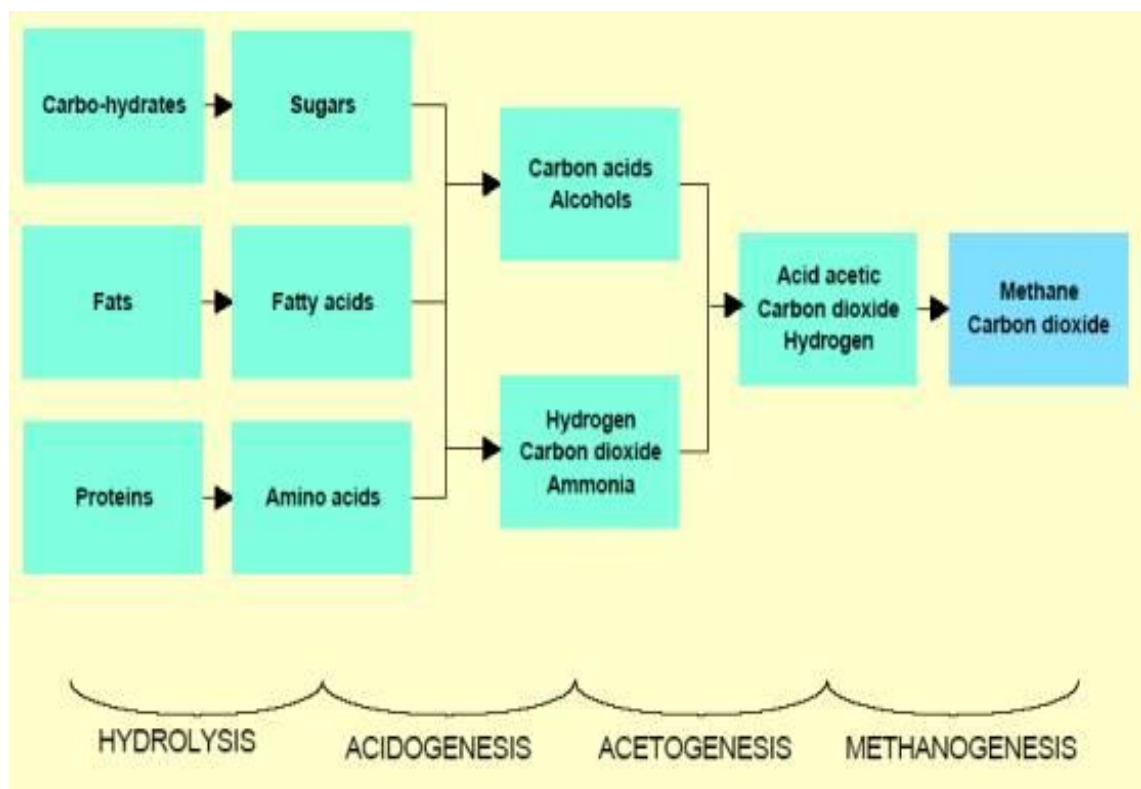 Carbo-hydrates
Sugars
Carbon acids
Alcohols
Fats
Fatty acids
Acid acetic
Carbon dioxide
Hydrogen
Methane
Carbon dioxide
Hydrogen
Carbon dioxide
Ammonia
Proteins
Amino acids
HYDROLYSIS
ACIDOGENESIS
ACETOGENESIS
METHANOGENESIS